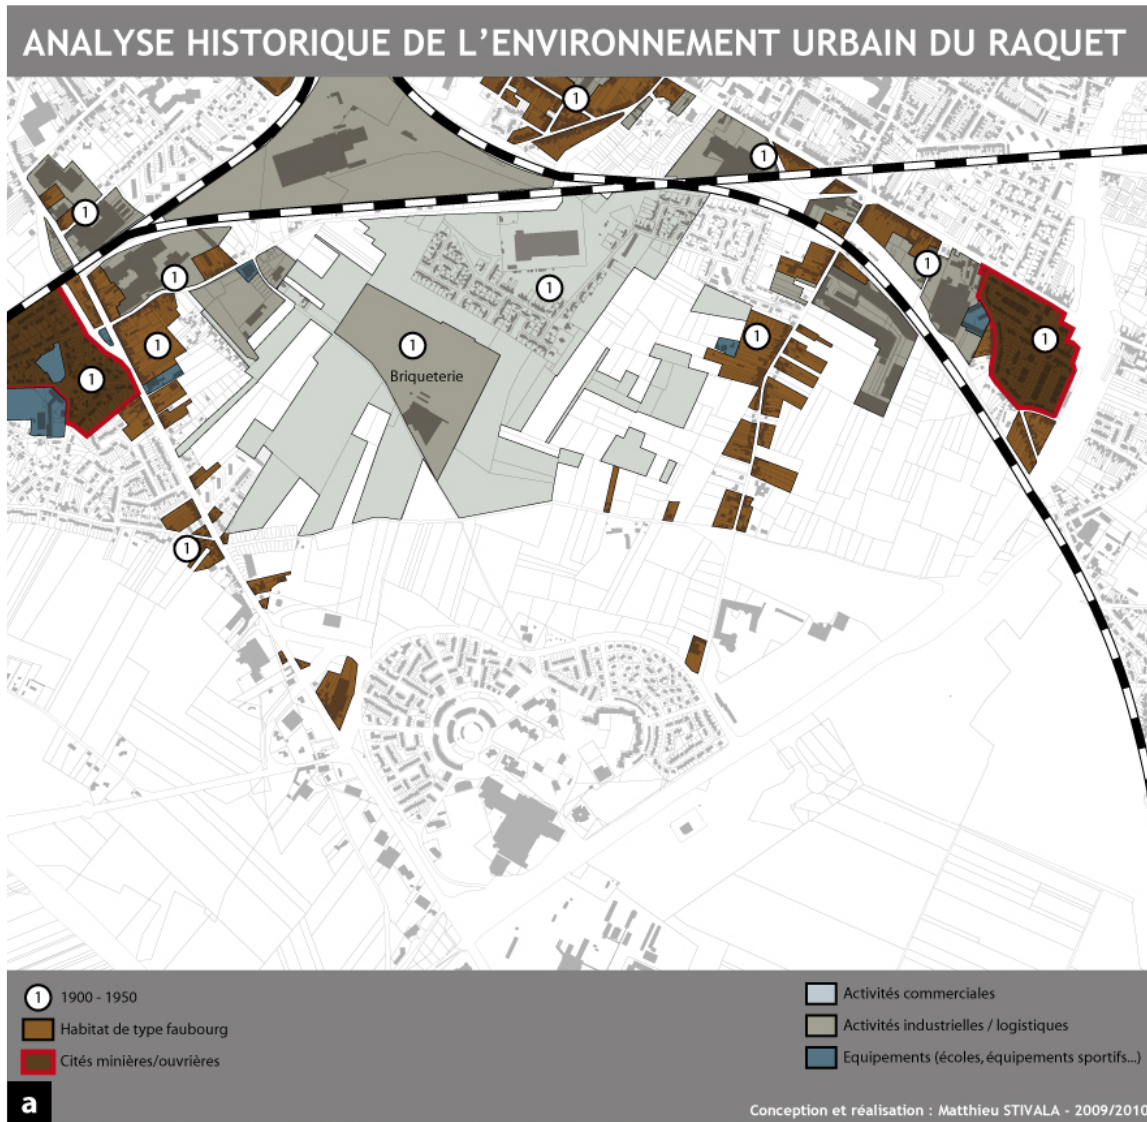 ANALYSE HISTORIQUE DE L'ENVIRONNEMENT URBAIN DU RAQUET
1
1
1
1
1
1
1
1
Briqueterie
1
1
1
1
1
1 1900 - 1950
Habitat de type faubourg
Cités minières/ouvrières
Activités commerciales
Activités industrielles / logistiques
Equipements (écoles, équipements sportifs...)
a
Conception et réalisation : Matthieu STIVALA - 2009/2010